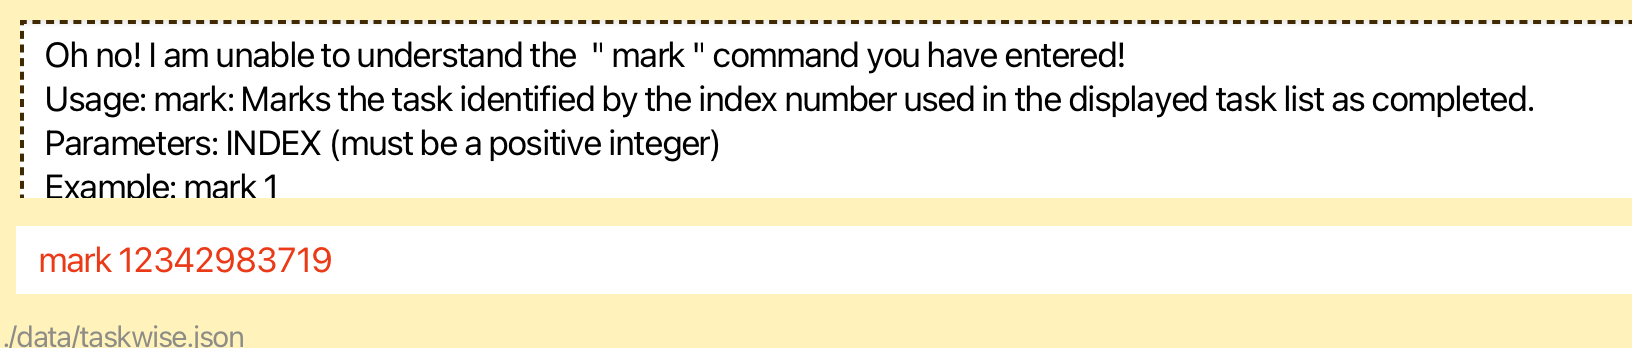 Oh no! I am unable to understand the  " mark " command you have entered!
Usage: mark: Marks the task identified by the index number used in the displayed task list as completed.
Parameters: INDEX (must be a positive integer)
Example: mark 1
mark 12342983719
./data/taskwise.json